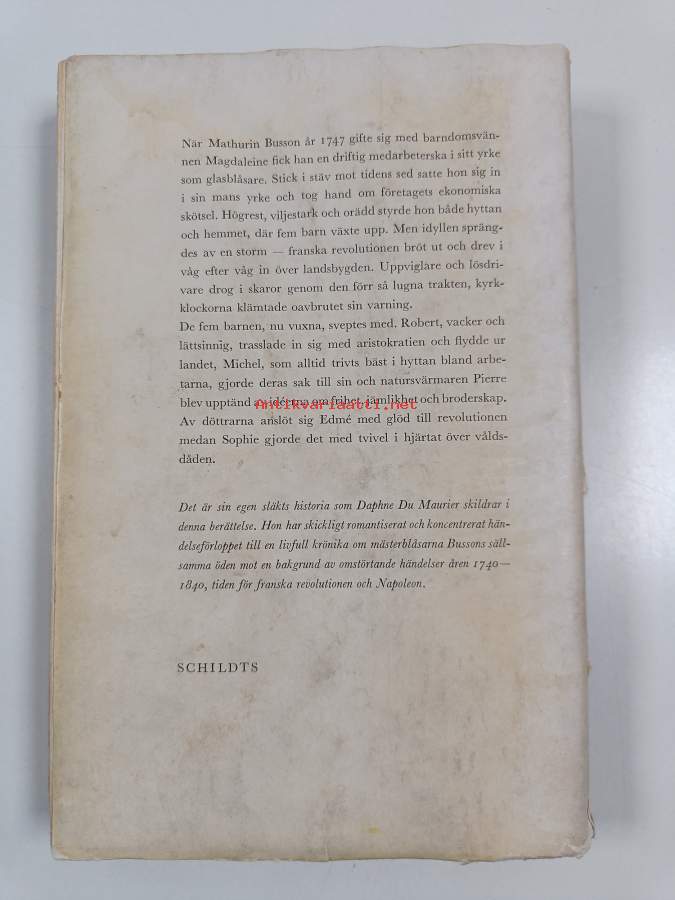 När Mathurin Busson år 1747 gifte sig med barndomsvän-
nen Magdaleine fick han en driftig medarbeterska i sitt yrke
som glasblåsare. Stick i stäv mot tidens sed satte hon sig in
i sin mans yrke och tog hand om företagets ekonomiska
skötsel. Högrest, viljestark och orädd styrde hon både hyttan
och hemmet, där fem barn växte upp. Men idyllen spräng-
des av en storm — franska revolutionen bröt ut och drev i
våg efter våg in över landsbygden. Uppviglare och lösdri-
vare drog i skaror genom den förr så lugna trakten, kyrk-
klockorna klämtade oavbrutet sin varning.
De fem barnen, nu vuxna, sveptes med. Robert, vacker och
lättsinnig, trasslade in sig med aristokratien och flydde ur
landet, Michel, som alltid trivts bäst i hyttan bland arbe-
tarna, gjorde deras sak till sin och natursvärmaren Pierre
blev upptänd av idéerna om frihet, jämlikhet och broderskap.
Antikvariaatti.net
Av döttrarna anslöt sig Edmé med glöd till revolutionen
medan Sophie gjorde det med tvivel i hjärtat över vålds-
dåden.
Det är sin egen släkts historia som Daphne Du Maurier skildrar i
denna berättelse. Hon har skickligt romantiserat och koncentrerat hän-
delseförloppet till en livfull krönika om mästerblåsarna Bussons säll-
samma öden mot en bakgrund av omstörtande händelser åren 1740—
1840, tiden för franska revolutionen och Napoleon.
SCHILDTS